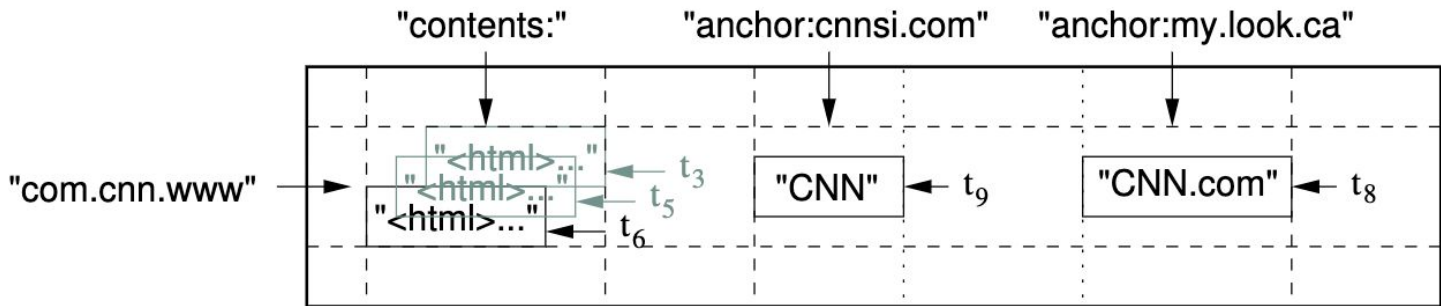 "contents:" "anchor:cnnsi.com" "anchor:my.look.ca"
"<html>..." t3
"com.cnn.www" "<html>..." t5 "CNN" t9 "CNN.com" t8
"<html>..." t6